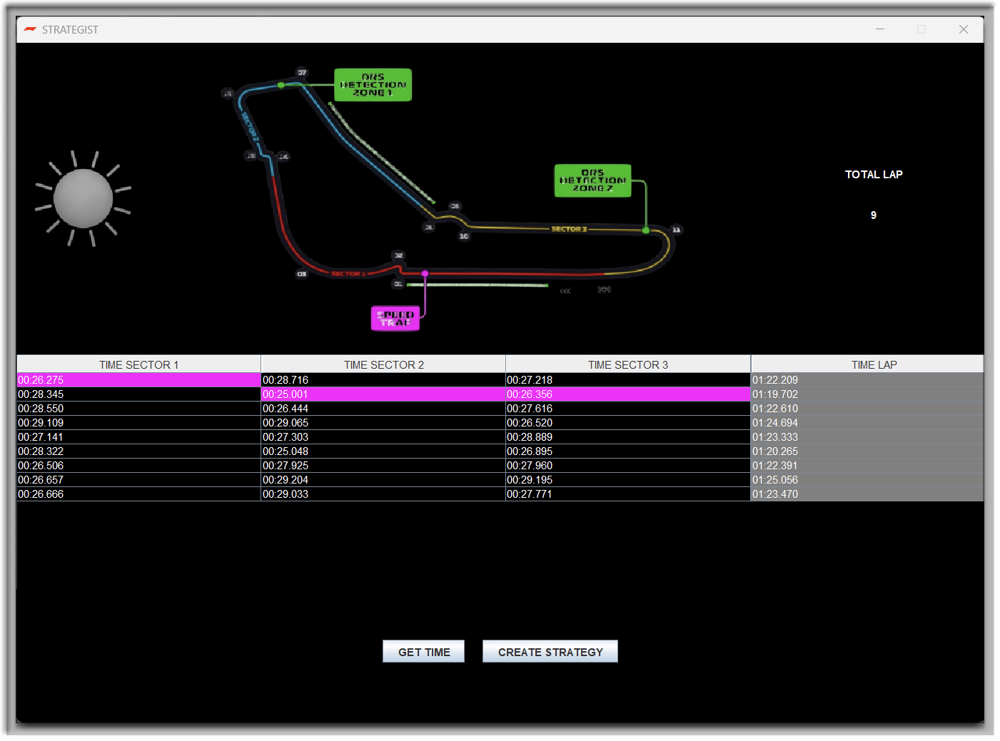 STRATEGIST
07
DRS
DETECTION
ZONE 1
SECTOR 2
DRS
DETECTION
ZONE 2
TOTAL LAP
9
SECTOR 3
10
11
02
03
SECTOR 1
01
SPEED
TRAP
TIME SECTOR 1 TIME SECTOR 2 TIME SECTOR 3 TIME LAP
00:26.275 00:28.716 00:27.218 01:22.209
00:28.345 00:25.001 00:26.356 01:19.702
00:28.550 00:26.444 00:27.616 01:22.610
00:29.109 00:29.065 00:26.520 01:24.694
00:27.141 00:27.303 00:28.889 01:23.333
00:28.322 00:25.048 00:26.895 01:20.265
00:26.506 00:27.925 00:27.960 01:22.391
00:26.657 00:29.204 00:29.195 01:25.056
00:26.666 00:29.033 00:27.771 01:23.470
GET TIME CREATE STRATEGY